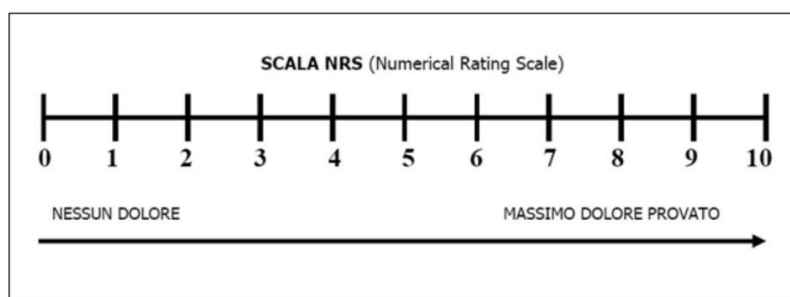 SCALA NRS (Numerical Rating Scale)
0 1 2 3 4 5 6 7 8 9 10
NESSUN DOLORE MASSIMO DOLORE PROVATO